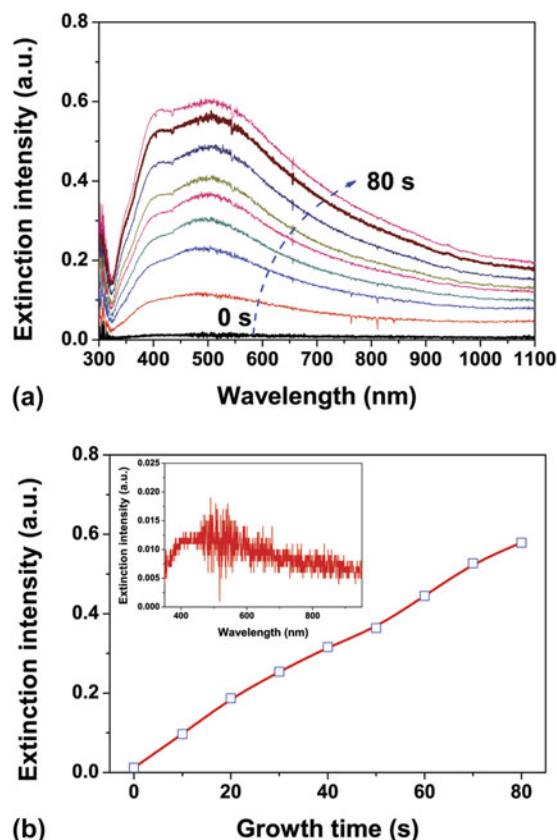 0.8
0.6
0.4
0.2
0.0
Extinction intensity (a.u.)
80 s
0 s
300 400 500 600 700 800 900 1000 1100
Wavelength (nm)
(a)
0.8
0.6
0.4
0.2
0.0
Extinction intensity (a.u.)
0.025
0.020
0.015
0.010
0.005
0.000
Extinction intensity (a.u.)
400 600 800
Wavelength (nm)
0 20 40 60 80
Growth time (s)
(b)